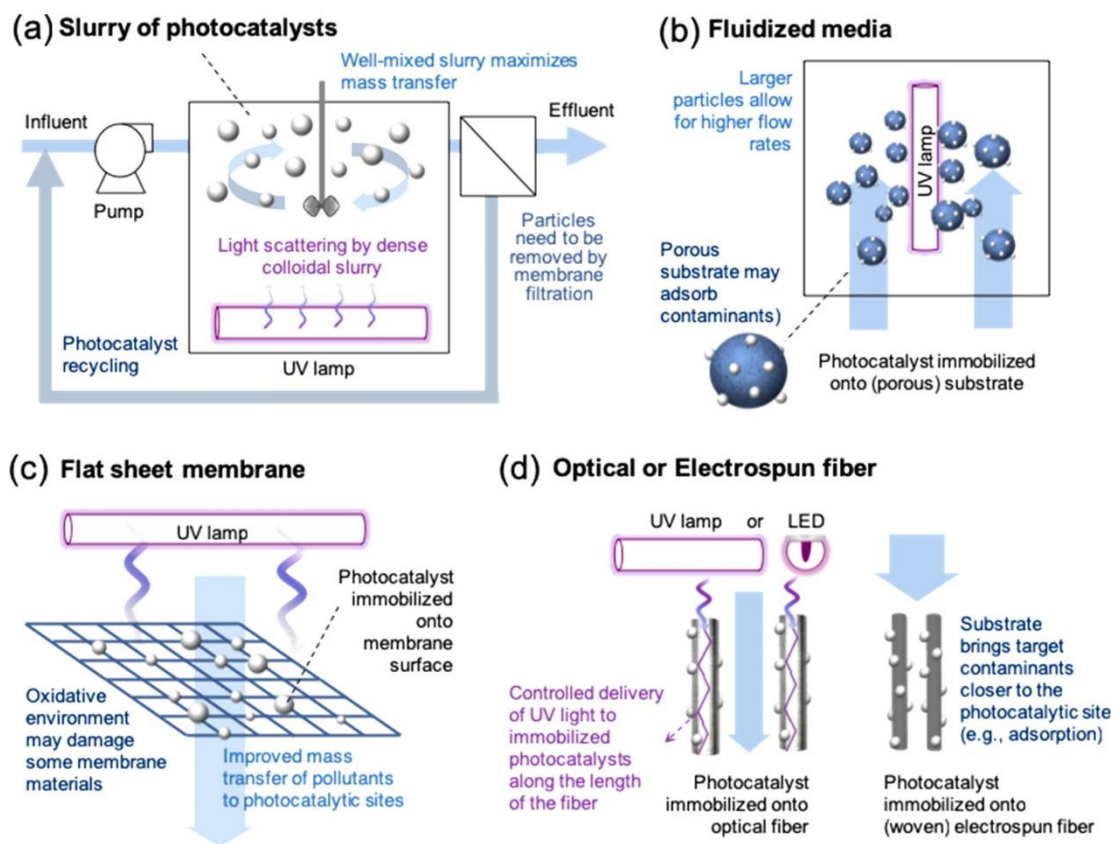 (a) Slurry of photocatalysts
Well-mixed slurry maximizes
mass transfer
Influent
Effluent
Pump
Light scattering by dense
colloidal slurry
Particles
need to be
removed by
membrane
filtration
Photocatalyst
recycling
UV lamp
(b) Fluidized media
Larger
particles allow
for higher flow
rates
UV lamp
Porous
substrate may
adsorb
contaminants)
Photocatalyst immobilized
onto (porous) substrate
(c) Flat sheet membrane
UV lamp
Photocatalyst
immobilized
onto
membrane
surface
Oxidative
environment
may damage
some membrane
materials
Improved mass
transfer of pollutants
to photocatalytic sites
(d) Optical or Electrospun fiber
UV lamp or LED
Controlled delivery
of UV light to
immobilized
photocatalysts
along the length
of the fiber
Substrate
brings target
contaminants
closer to the
photocatalytic site
(e.g., adsorption)
Photocatalyst
immobilized onto
optical fiber
Photocatalyst
immobilized onto
(woven) electrospun fiber